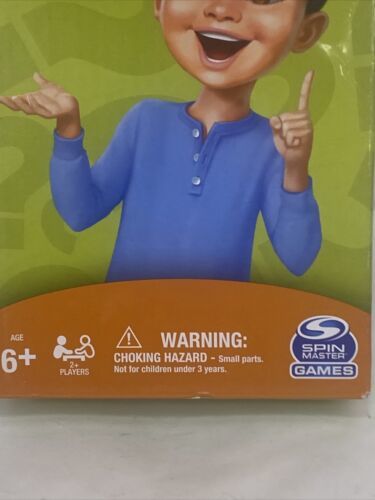 AGE
6+
2+
PLAYERS
WARNING:
CHOKING HAZARD - Small parts.
Not for children under 3 years.
SPIN
MASTER
GAMES